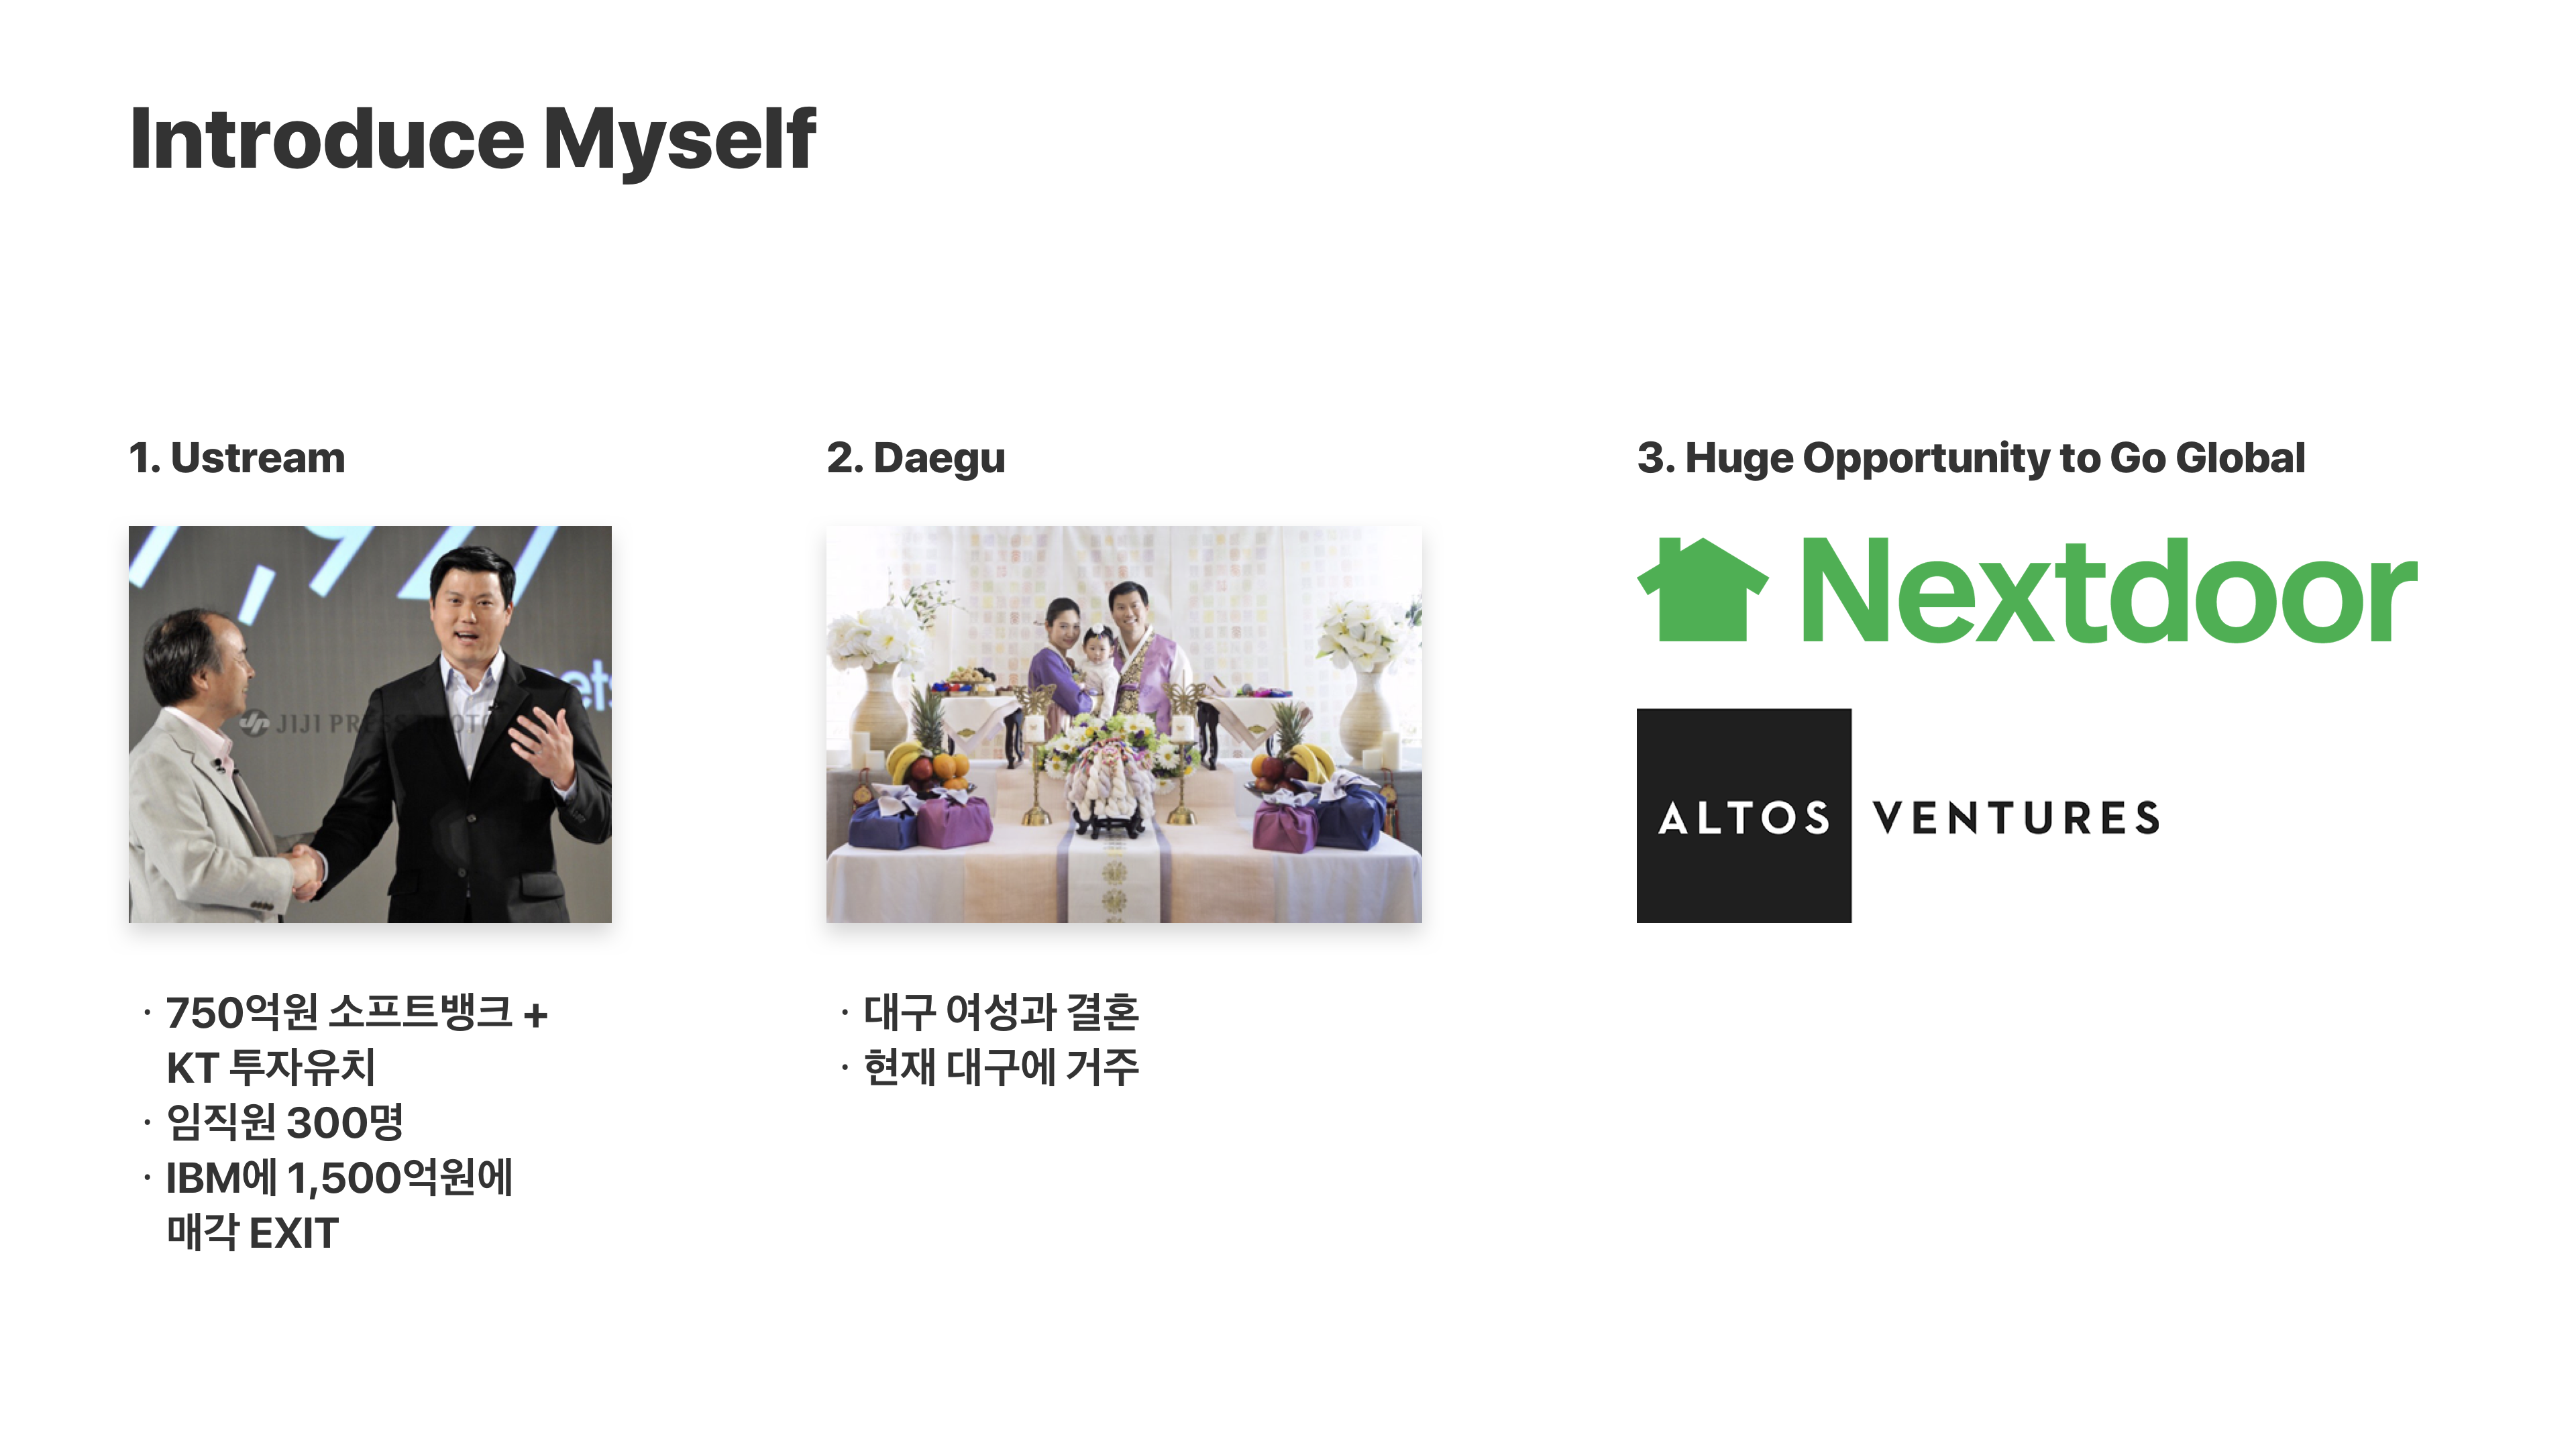 Introduce Myself
1. Ustream
JIJI PRESS PHOTO
· 750억원 소프트뱅크 +
KT 투자유치
· 임직원 300명
· IBM에 1,500억원에
매각 EXIT
2. Daegu
· 대구 여성과 결혼
· 현재 대구에 거주
3. Huge Opportunity to Go Global
Nextdoor
ALTOS VENTURES